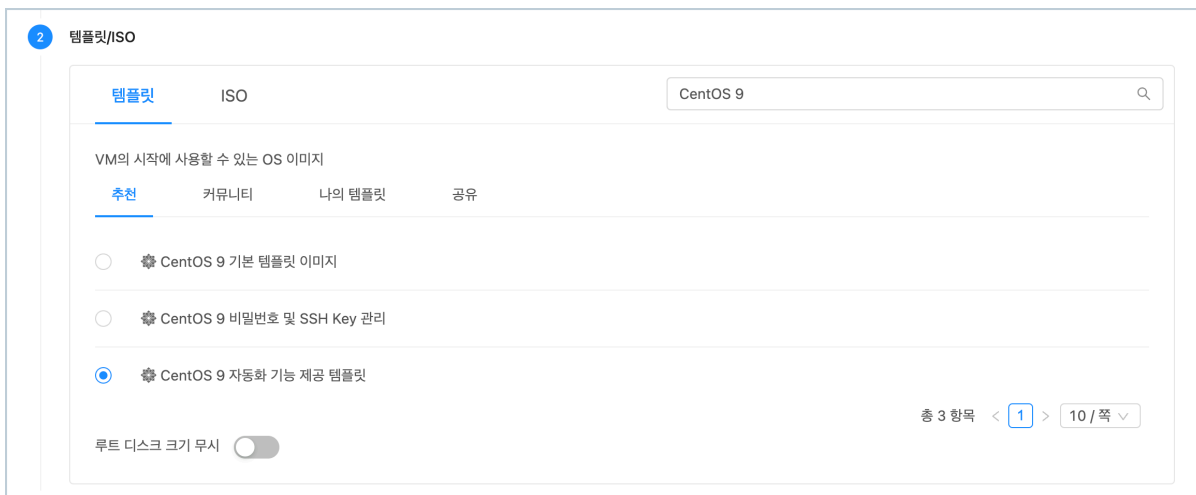 2 템플릿/ISO
템플릿 ISO CentOS 9
VM의 시작에 사용할 수 있는 OS 이미지
추천 커뮤니티 나의 템플릿 공유
CentOS 9 기본 템플릿 이미지
CentOS 9 비밀번호 및 SSH Key 관리
CentOS 9 자동화 기능 제공 템플릿
총 3 항목 < 1 > 10 / 쪽
루트 디스크 크기 무시